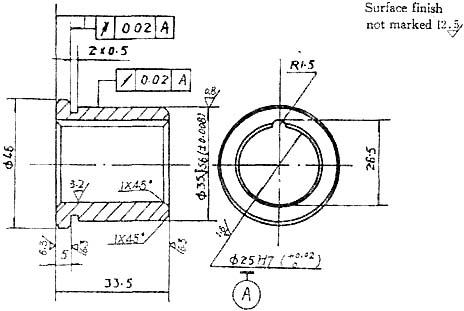 Surface finish
not marked 12.5
0.02 A
2×0.5
0.02 A
R1.5
0.8
φ46
φ35js6(±0.008)
26.5
3.2
1×45°
1×45°
1.6
6.3
5
6.3
6.3
φ25H7 (+0.02 0)
33.5
A